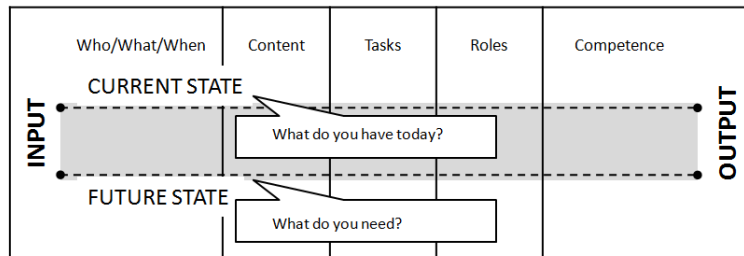 Who/What/When Content Tasks Roles Competence
CURRENT STATE
INPUT
What do you have today?
OUTPUT
FUTURE STATE
What do you need?